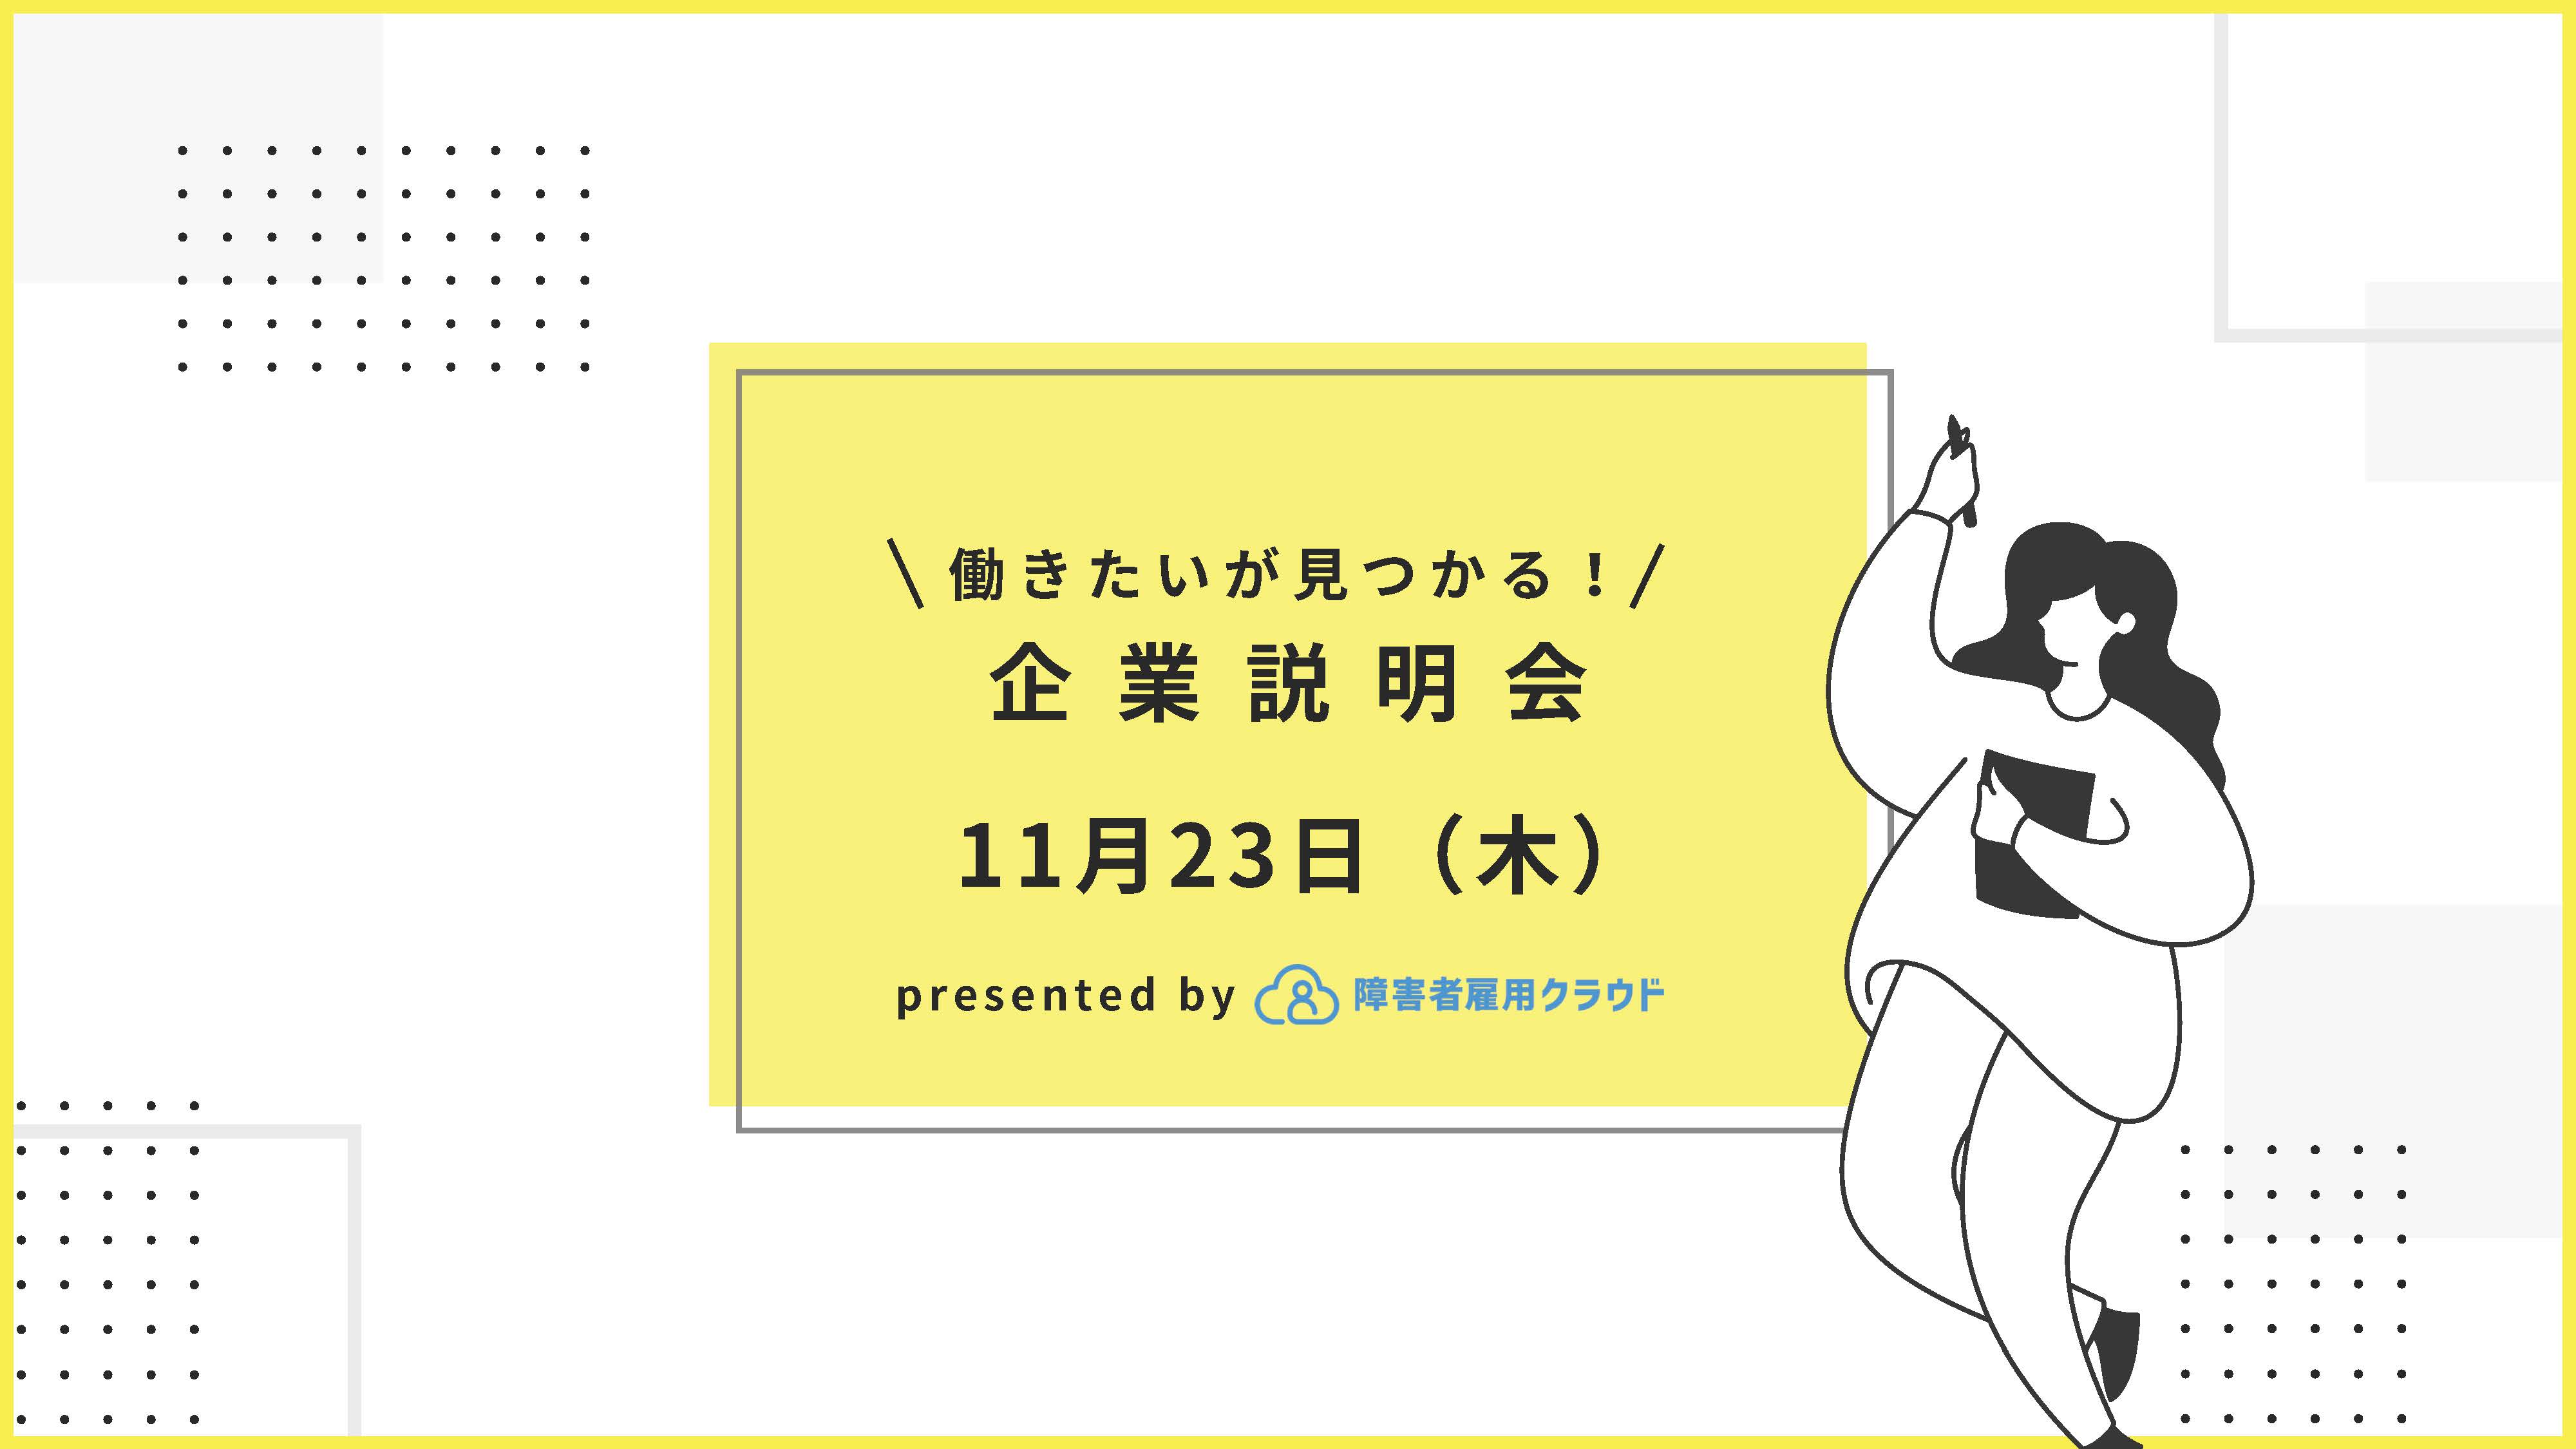 \ 働きたいが見つかる！/
企業説明会
11月23日（木）
presented by 障害者雇用クラウド